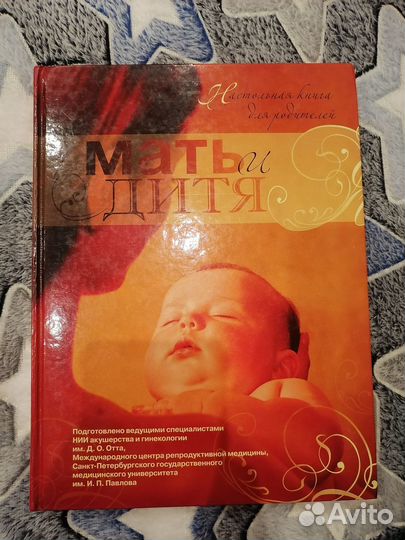 Настольная книга
для родителей
мать и
дитя
Подготовлено ведущими специалистами
НИИ акушерства и гинекологии
им. Д. О. Отта,
Международного центра репродуктивной медицины,
Санкт-Петербургского государственного
медицинского университета
им. И. П. Павлова
Avito